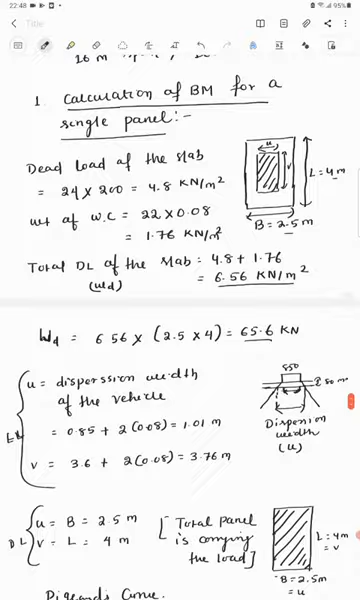 22:48
95%
Title
16 m
1. Calculation of BM for a
single panel:-
Dead load of the slab
= 24 x 200 = 4.8 KN/m²
wt of W.C = 22 x 0.08
= 1.76 KN/m²
Total DL of the slab = 4.8 + 1.76
(wd) = 6.56 KN/m²
u
v
L = 4m
B = 2.5m
Wd = 6.56 x (2.5 x 4) = 65.6 KN
u = disperssion width
of the vehicle
= 0.85 + 2(0.08) = 1.01 m
v = 3.6 + 2(0.08) = 3.76 m
850
Dispersion
width
(u)
DL { u = B = 2.5 m
v = L = 4 m
[Total panel
is carrying
the load]
L = 4m
= v
B = 2.5m
= u
Pigeaud's Curve.